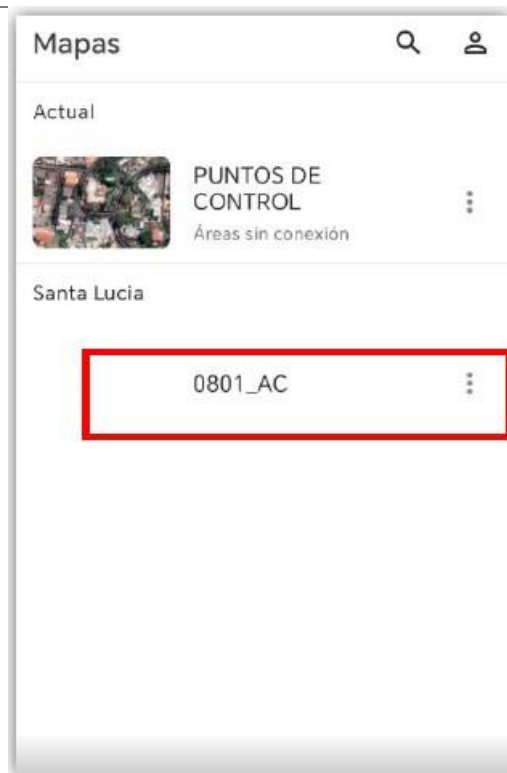 Mapas
Actual
PUNTOS DE
CONTROL
Áreas sin conexión
Santa Lucia
0801_AC